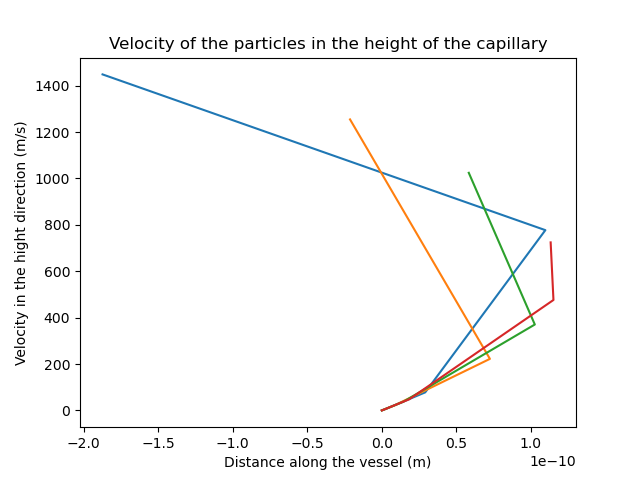 Velocity of the particles in the height of the capillary
Velocity in the hight direction (m/s)
1400
1200
1000
800
600
400
200
0
−2.0 −1.5 −1.0 −0.5 0.0 0.5 1.0
1e−10
Distance along the vessel (m)